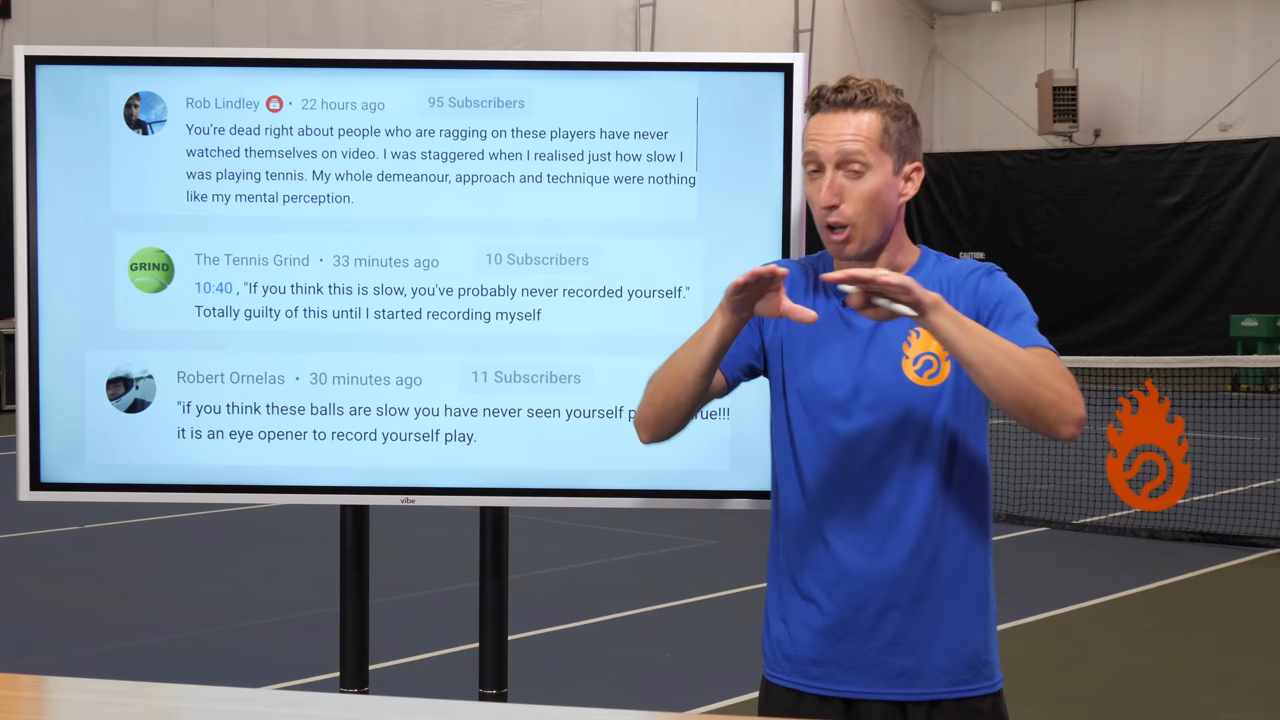 Rob Lindley • 22 hours ago 95 Subscribers
You're dead right about people who are ragging on these players have never
watched themselves on video. I was staggered when I realised just how slow I
was playing tennis. My whole demeanour, approach and technique were nothing
like my mental perception.
GRIND
The Tennis Grind • 33 minutes ago 10 Subscribers
10:40 , "If you think this is slow, you've probably never recorded yourself."
Totally guilty of this until I started recording myself
Robert Ornelas • 30 minutes ago 11 Subscribers
"if you think these balls are slow you have never seen yourself rue!!!
it is an eye opener to record yourself play.
vibe
CAUTION: